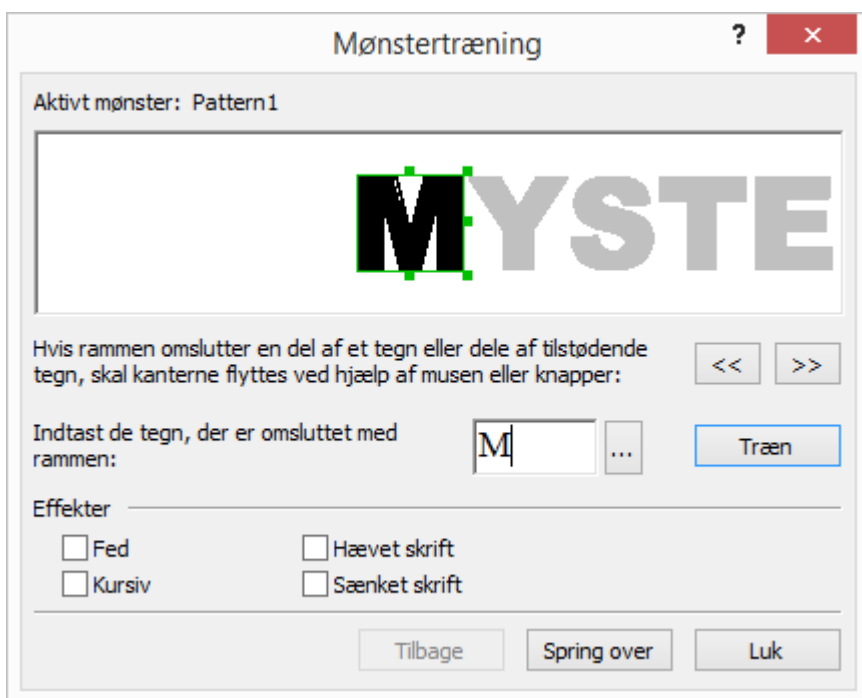 Mønstertræning
?
Aktivt mønster: Pattern1
MYSTE
Hvis rammen omslutter en del af et tegn eller dele af tilstødende
tegn, skal kanterne flyttes ved hjælp af musen eller knapper:
<< >>
Indtast de tegn, der er omsluttet med
rammen:
M ... Træn
Effekter
Fed Hævet skrift
Kursiv Sænket skrift
Tilbage Spring over Luk